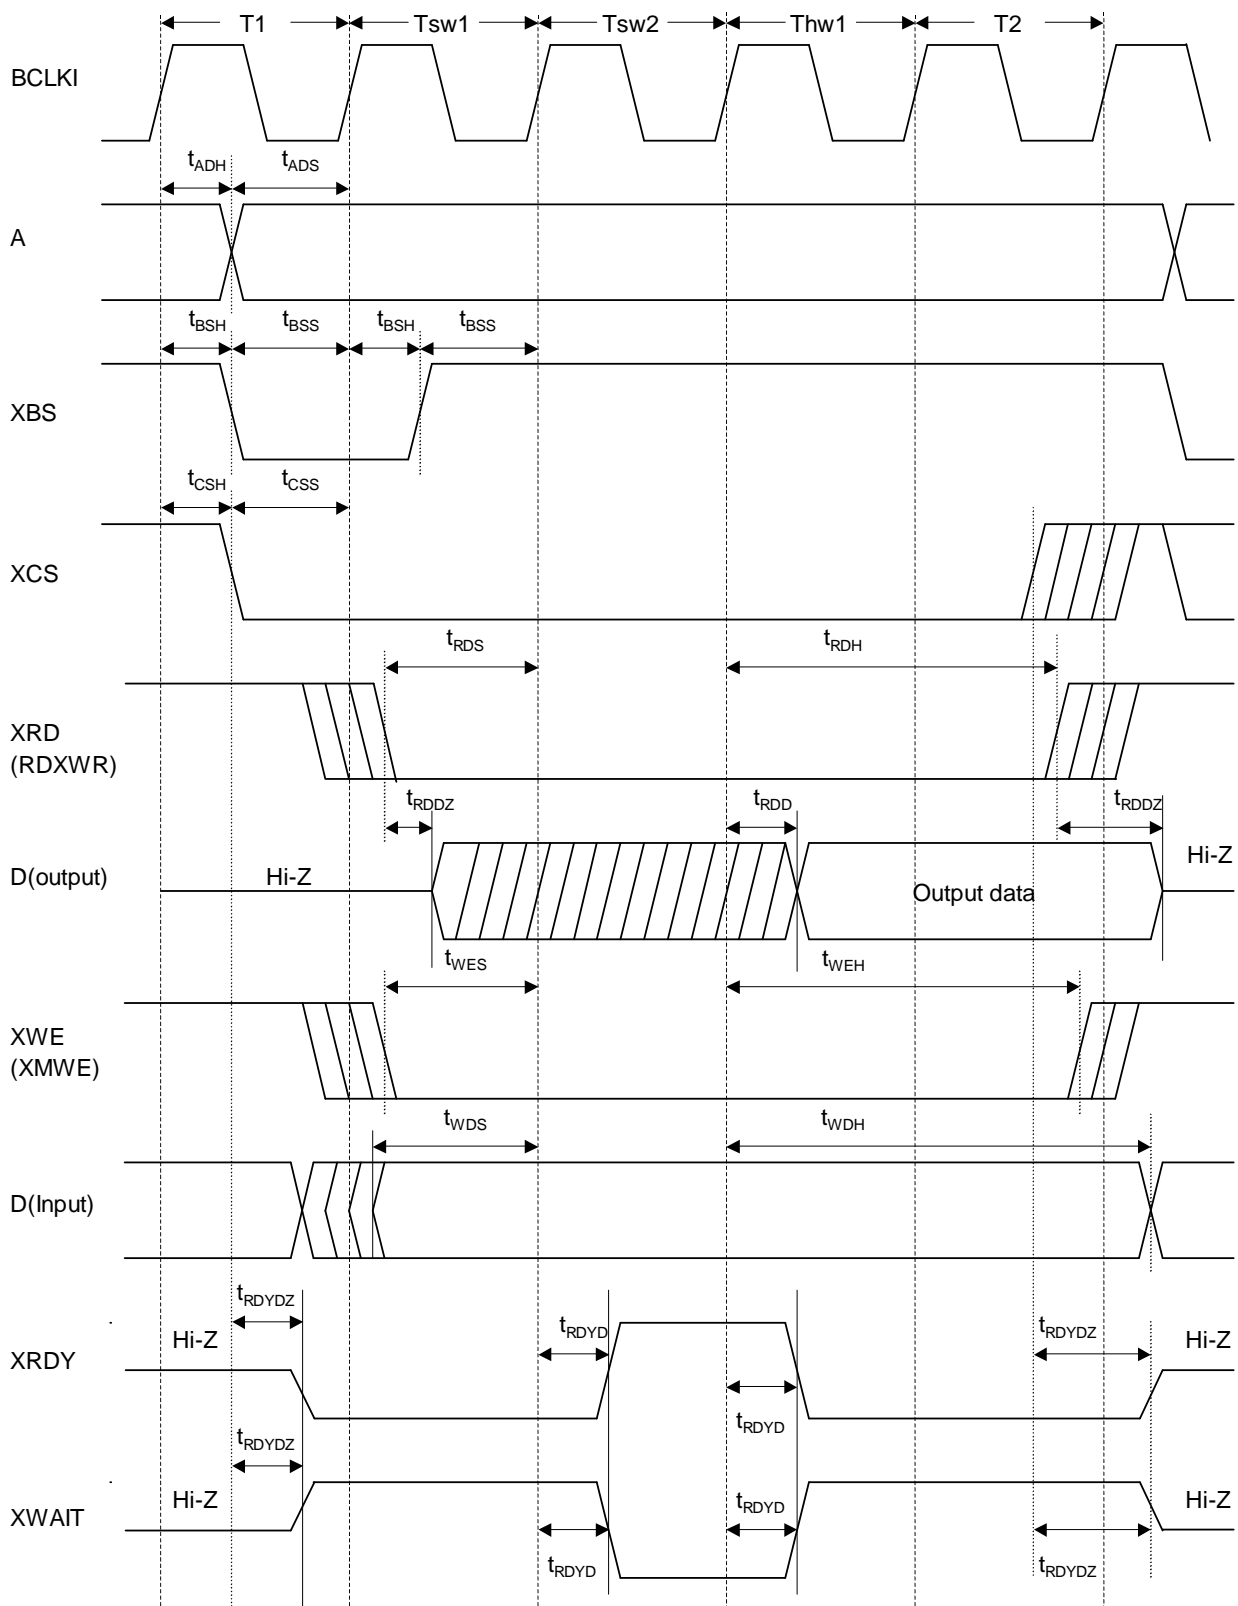 T1 Tsw1 Tsw2 Thw1 T2
BCLKI
tADH tADS
A
tBSH tBSS tBSH tBSS
XBS
tCSH tCSS
XCS
tRDS tRDH
XRD
(RDXWR)
tRDDZ tRDD tRDDZ
D(output) Hi-Z Output data Hi-Z
tWES tWEH
XWE
(XMWE)
tWDS tWDH
D(Input)
tRDYDZ
XRDY Hi-Z tRDYD tRDYD tRDYDZ Hi-Z
tRDYDZ
XWAIT Hi-Z tRDYD tRDYD tRDYDZ Hi-Z